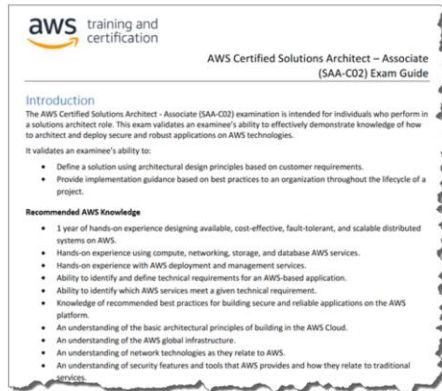 aws training and
certification
AWS Certified Solutions Architect – Associate
(SAA-C02) Exam Guide
Introduction
The AWS Certified Solutions Architect - Associate (SAA-C02) examination is intended for individuals who perform in
a solutions architect role. This exam validates an examinee's ability to effectively demonstrate knowledge of how
to architect and deploy secure and robust applications on AWS technologies.
It validates an examinee's ability to:
• Define a solution using architectural design principles based on customer requirements.
• Provide implementation guidance based on best practices to an organization throughout the lifecycle of a
project.
Recommended AWS Knowledge
• 1 year of hands-on experience designing available, cost-effective, fault-tolerant, and scalable distributed
systems on AWS.
• Hands-on experience using compute, networking, storage, and database AWS services.
• Hands-on experience with AWS deployment and management services.
• Ability to identify and define technical requirements for an AWS-based application.
• Ability to identify which AWS services meet a given technical requirement.
• Knowledge of recommended best practices for building secure and reliable applications on the AWS
platform.
• An understanding of the basic architectural principles of building in the AWS Cloud.
• An understanding of the AWS global infrastructure.
• An understanding of network technologies as they relate to AWS.
• An understanding of security features and tools that AWS provides and how they relate to traditional
services.